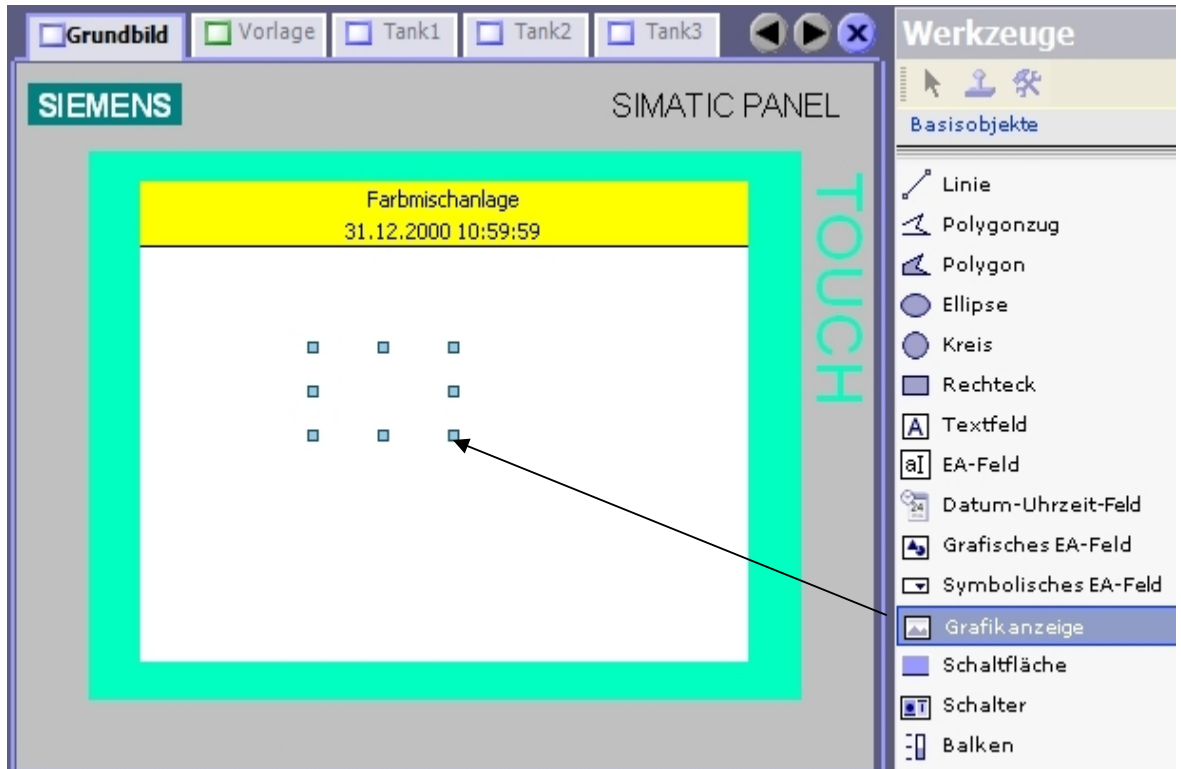 Grundbild Vorlage Tank1 Tank2 Tank3
SIEMENS
SIMATIC PANEL
Farbmischanlage
31.12.2000 10:59:59
TOUCH
Werkzeuge
Basisobjekte
Linie
Polygonzug
Polygon
Ellipse
Kreis
Rechteck
A Textfeld
aI EA-Feld
24 Datum-Uhrzeit-Feld
Grafisches EA-Feld
Symbolisches EA-Feld
Grafikanzeige
Schaltfläche
Schalter
Balken